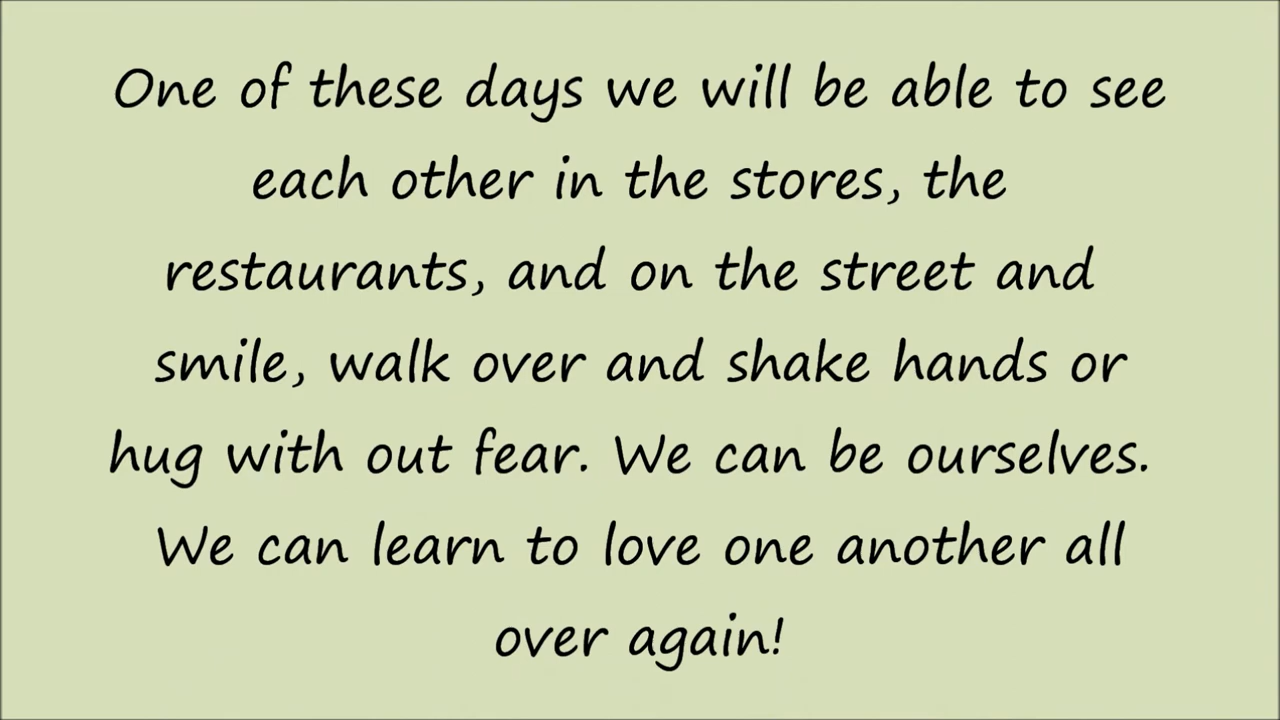 One of these days we will be able to see
each other in the stores, the
restaurants, and on the street and
smile, walk over and shake hands or
hug with out fear. We can be ourselves.
We can learn to love one another all
over again!